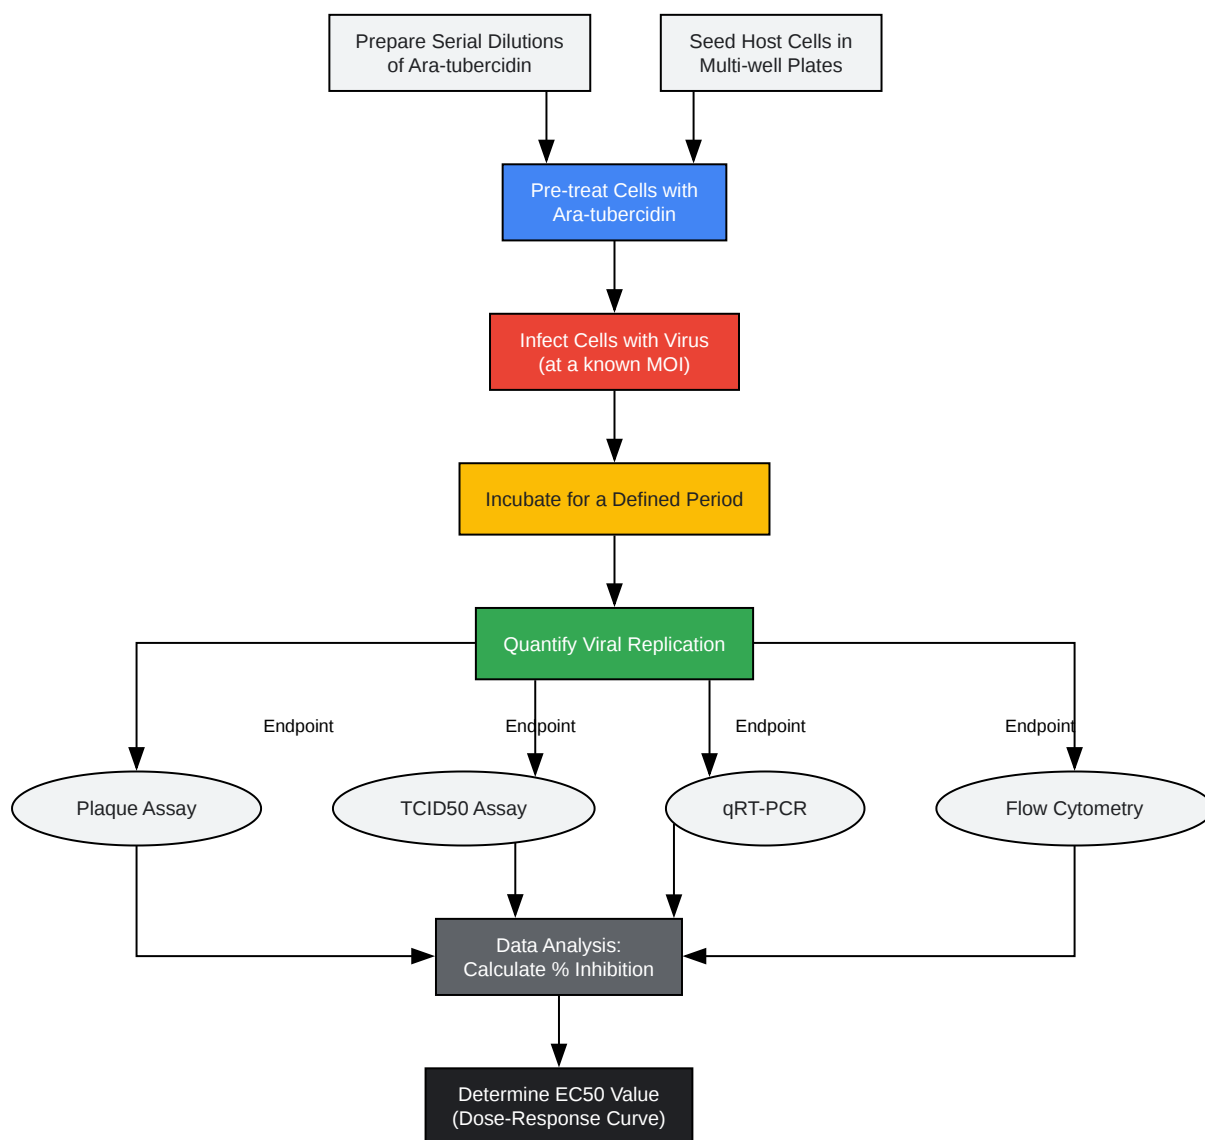 Prepare Serial Dilutions
of Ara-tubercidin
Seed Host Cells in
Multi-well Plates
Pre-treat Cells with
Ara-tubercidin
Infect Cells with Virus
(at a known MOI)
Incubate for a Defined Period
Quantify Viral Replication
Endpoint
Endpoint
Endpoint
Endpoint
Plaque Assay
TCID50 Assay
qRT-PCR
Flow Cytometry
Data Analysis:
Calculate % Inhibition
Determine EC50 Value
(Dose-Response Curve)